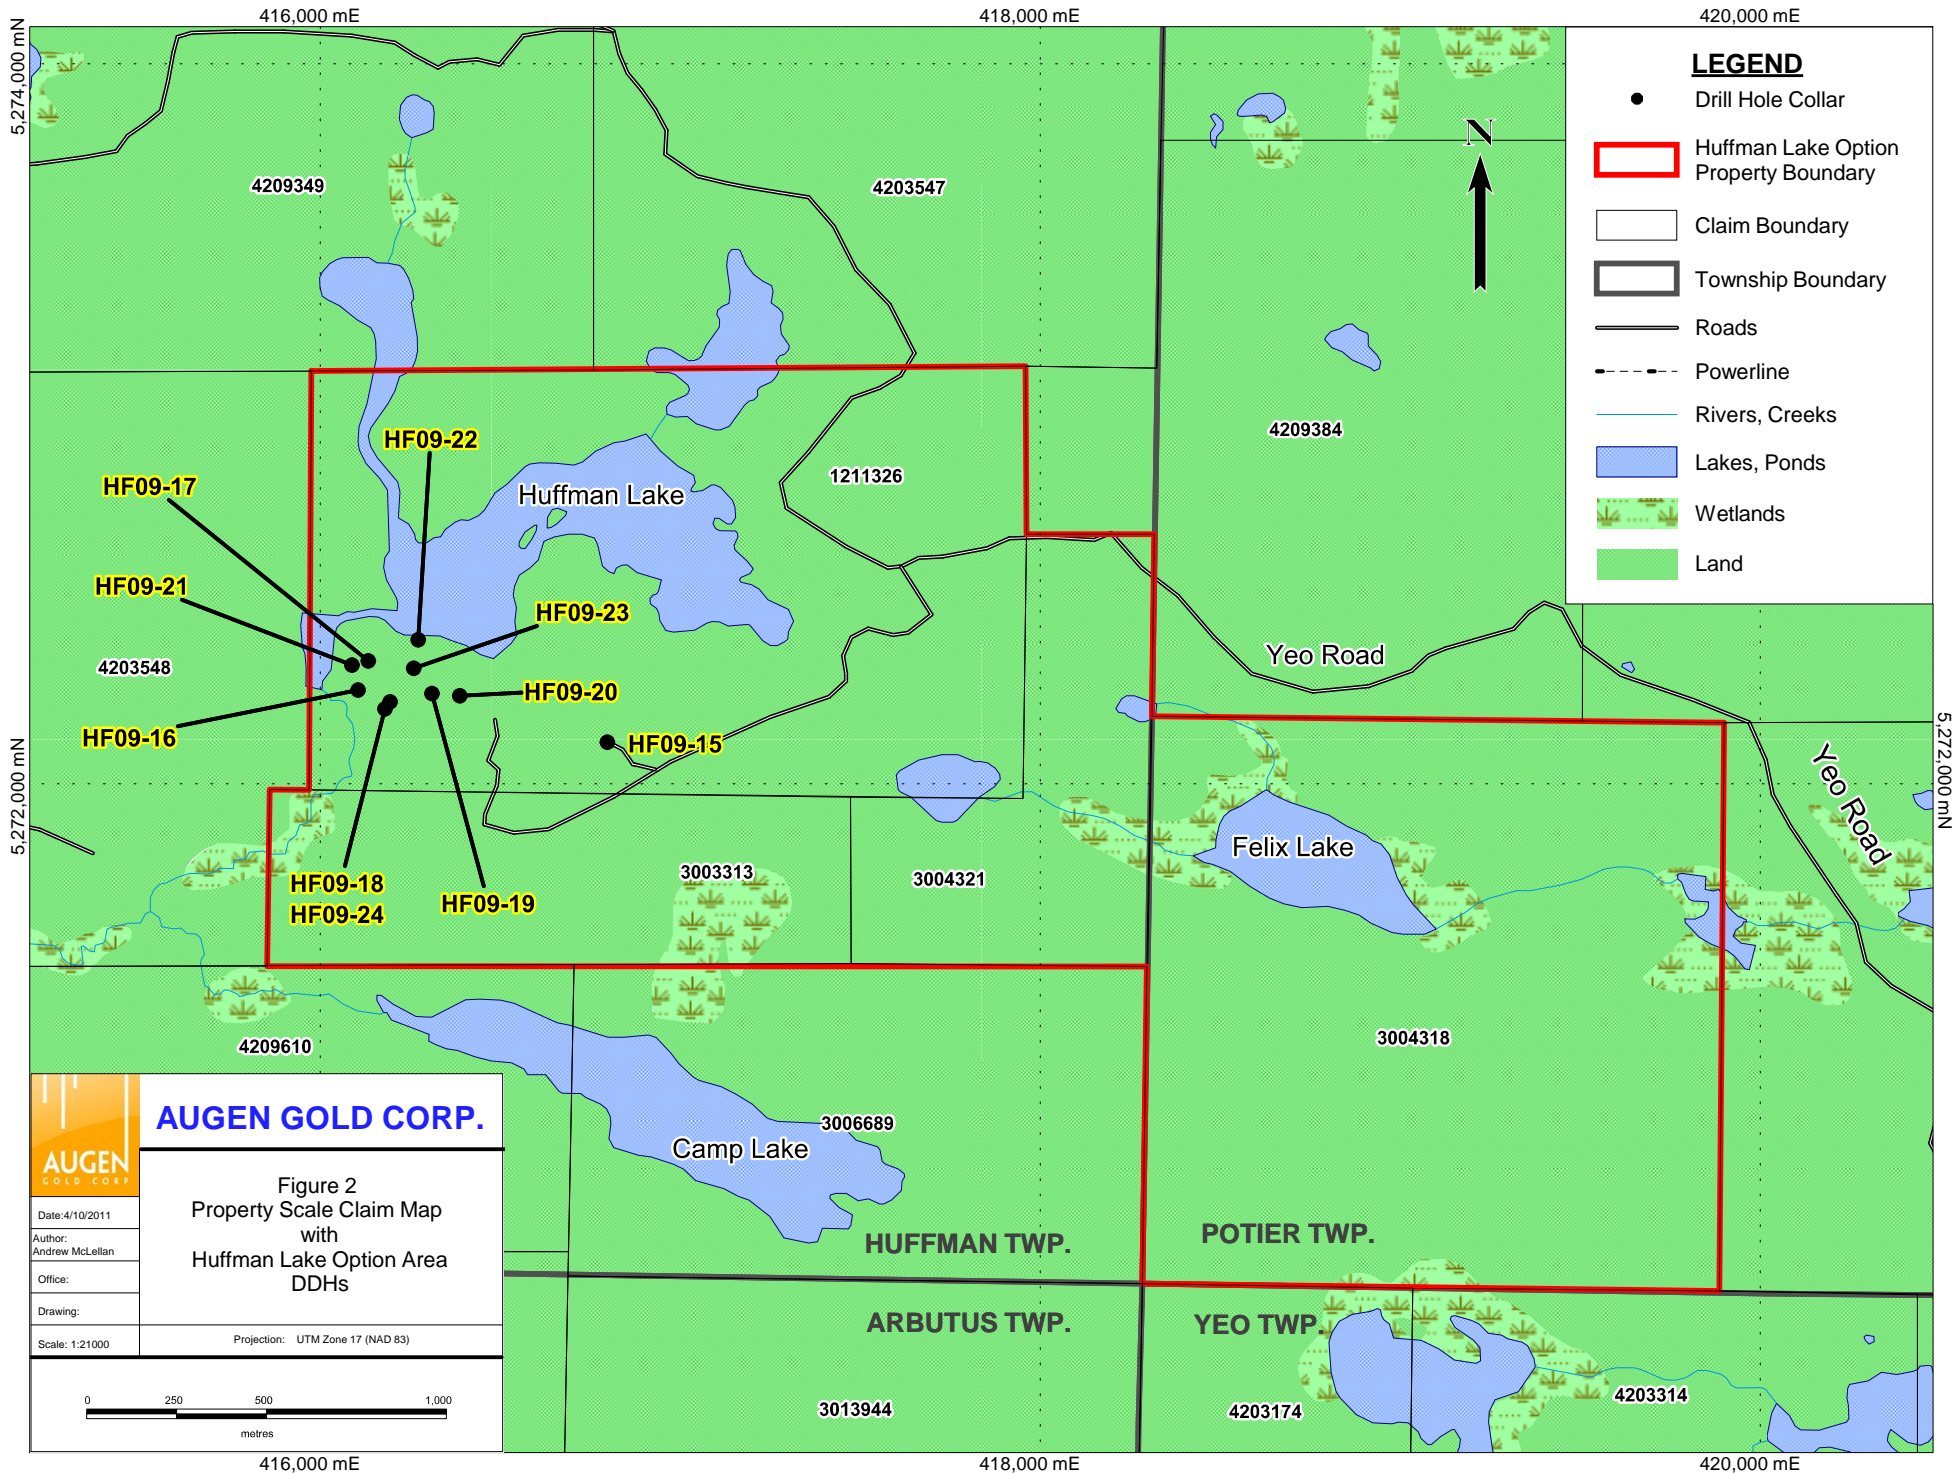 416,000 mE
418,000 mE
420,000 mE
5,274,000 mN
5,272,000 mN
5,272,000 mN
LEGEND
Drill Hole Collar
Huffman Lake Option
Property Boundary
Claim Boundary
Township Boundary
Roads
Powerline
Rivers, Creeks
Lakes, Ponds
Wetlands
Land
N
4209349
4203547
4209384
1211326
HF09-22
HF09-17
Huffman Lake
HF09-21
HF09-23
4203548
Yeo Road
HF09-20
HF09-16
HF09-15
Yeo Road
Felix Lake
3003313
3004321
HF09-18
HF09-24
HF09-19
4209610
3004318
3006689
Camp Lake
HUFFMAN TWP.
POTIER TWP.
ARBUTUS TWP.
YEO TWP.
3013944
4203174
4203314
AUGEN
GOLD CORP
AUGEN GOLD CORP.
Figure 2
Property Scale Claim Map
with
Huffman Lake Option Area
DDHs
Date:4/10/2011
Author:
Andrew McLellan
Office:
Drawing:
Scale: 1:21000
Projection: UTM Zone 17 (NAD 83)
0 250 500 1,000
metres
416,000 mE
418,000 mE
420,000 mE